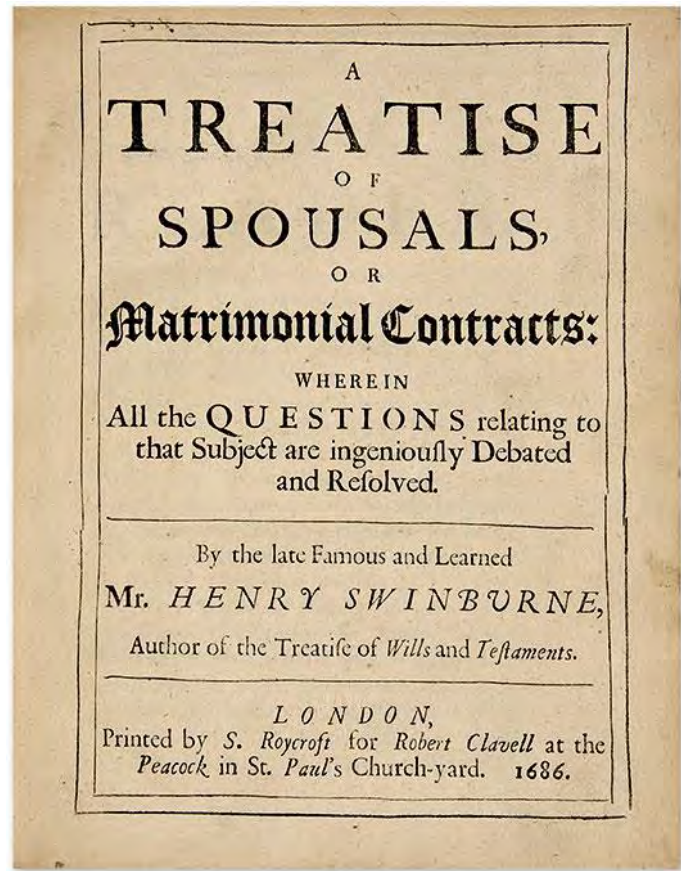 A
TREATISE
OF
SPOUSALS,
OR
Matrimonial Contracts:
WHEREIN
All the QUESTIONS relating to
that Subject are ingeniouſly Debated
and Reſolved.
By the late Famous and Learned
Mr. HENRY SWINBURNE,
Author of the Treatiſe of Wills and Teſtaments.
LONDON,
Printed by S. Roycroft for Robert Clavell at the
Peacock in St. Paul's Church-yard. 1686.